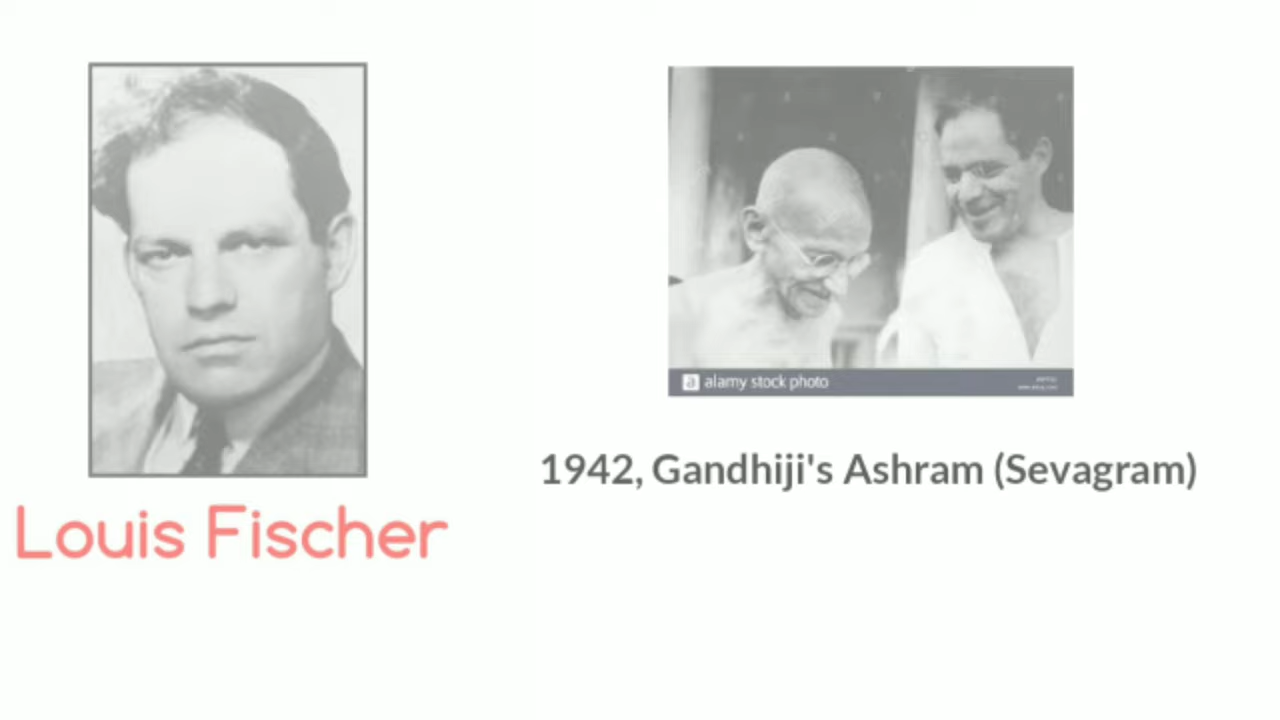 a alamy stock photo
1942, Gandhiji's Ashram (Sevagram)
Louis Fischer